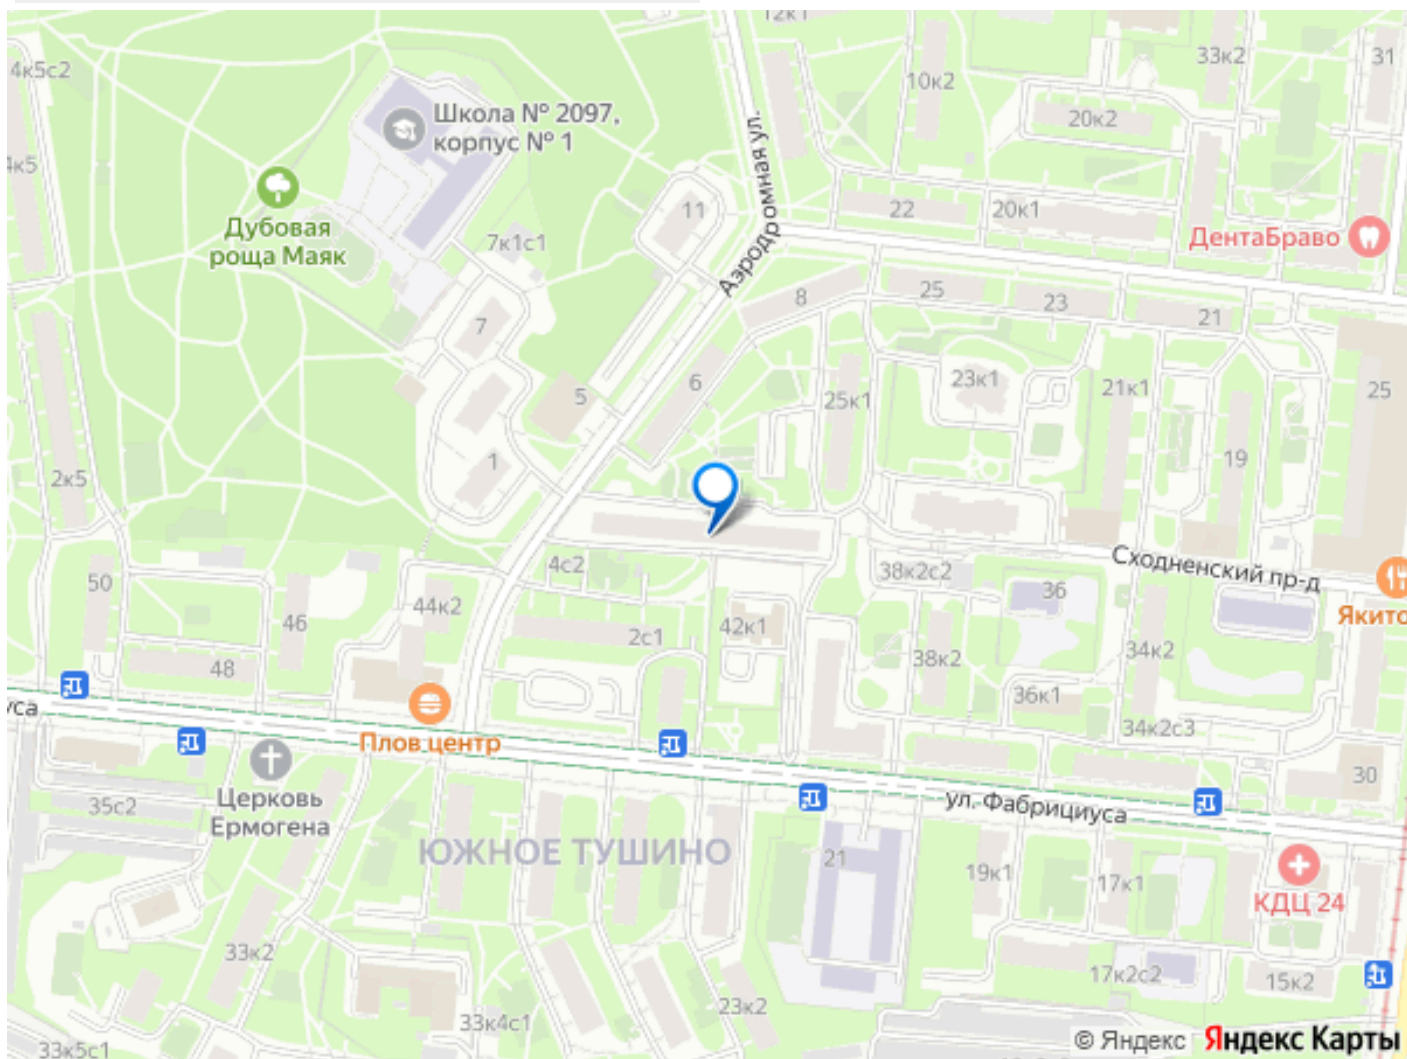 12к1
4к5с2
33к2
31
10к2
Школа № 2097,
корпус № 1
20к2
Аэродромная ул.
4к5
Дубовая
роща Маяк
11
22
20к1
ДентаБраво
7к1с1
8
25
23
21
7
6
5
25к1
23к1
21к1
25
1
19
2к5
Сходненский пр-д
50
4с2
38к2с2
36
44к2
Якито
46
2с1
42к1
48
38к2
34к2
36к1
уса
34к2с3
Плов центр
30
35с2
Церковь
Ермогена
ул. Фабрициуса
ЮЖНОЕ ТУШИНО
21
19к1
17к1
КДЦ 24
33к2
17к2с2
15к2
23к2
33к4с1
33к5с1
© Яндекс Яндекс Карты